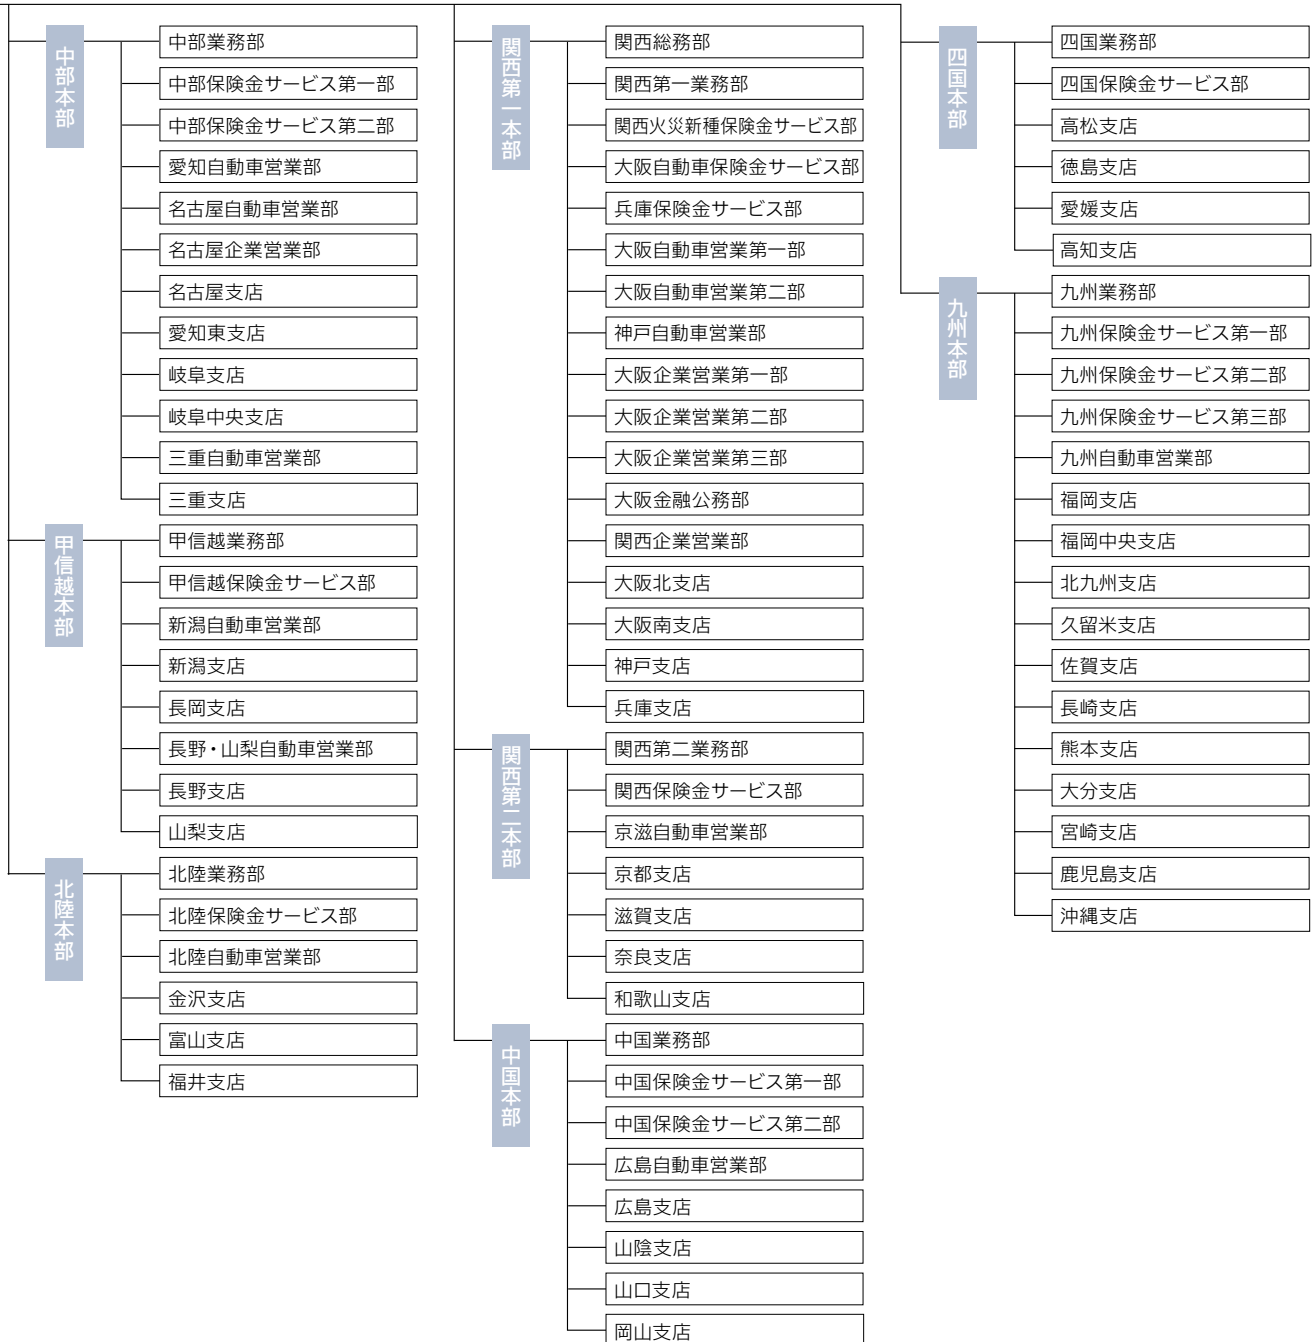 中部本部
中部業務部
中部保険金サービス第一部
中部保険金サービス第二部
愛知自動車営業部
名古屋自動車営業部
名古屋企業営業部
名古屋支店
愛知東支店
岐阜支店
岐阜中央支店
三重自動車営業部
三重支店
甲信越本部
甲信越業務部
甲信越保険金サービス部
新潟自動車営業部
新潟支店
長岡支店
長野・山梨自動車営業部
長野支店
山梨支店
北陸本部
北陸業務部
北陸保険金サービス部
北陸自動車営業部
金沢支店
富山支店
福井支店
関西第一本部
関西総務部
関西第一業務部
関西火災新種保険金サービス部
大阪自動車保険金サービス部
兵庫保険金サービス部
大阪自動車営業第一部
大阪自動車営業第二部
神戸自動車営業部
大阪企業営業第一部
大阪企業営業第二部
大阪企業営業第三部
大阪金融公務部
関西企業営業部
大阪北支店
大阪南支店
神戸支店
兵庫支店
関西第二本部
関西第二業務部
関西保険金サービス部
京滋自動車営業部
京都支店
滋賀支店
奈良支店
和歌山支店
中国本部
中国業務部
中国保険金サービス第一部
中国保険金サービス第二部
広島自動車営業部
広島支店
山陰支店
山口支店
岡山支店
四国本部
四国業務部
四国保険金サービス部
高松支店
徳島支店
愛媛支店
高知支店
九州本部
九州業務部
九州保険金サービス第一部
九州保険金サービス第二部
九州保険金サービス第三部
九州自動車営業部
福岡支店
福岡中央支店
北九州支店
久留米支店
佐賀支店
長崎支店
熊本支店
大分支店
宮崎支店
鹿児島支店
沖縄支店